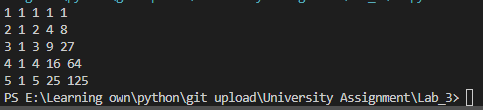 1 1 1 1 1
2 1 2 4 8
3 1 3 9 27
4 1 4 16 64
5 1 5 25 125
PS E:\Learning own\python\git upload\University Assignment\Lab_3>